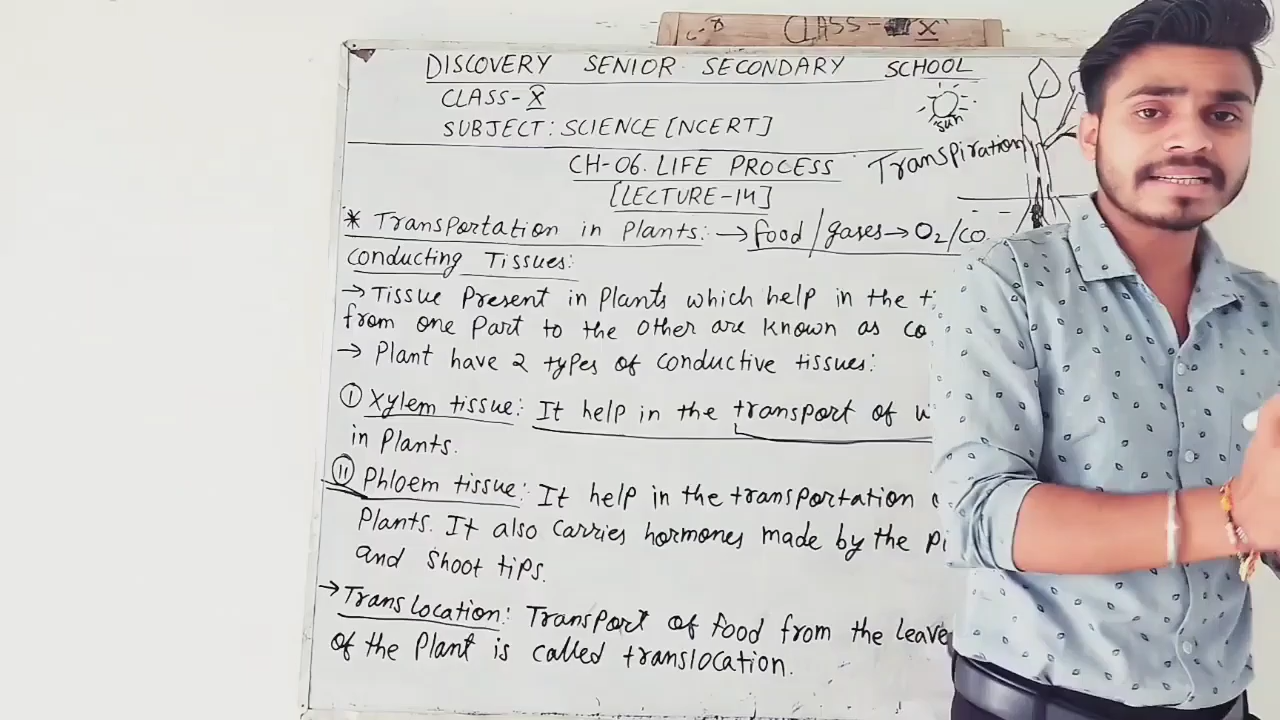 CLASS- X
DISCOVERY SENIOR SECONDARY SCHOOL
CLASS-X
SUBJECT: SCIENCE [NCERT]
sun
CH-06. LIFE PROCESS
Transpiration
[LECTURE-14]
* Transportation in Plants: → food/gases → O2/CO
conducting Tissues:
→ Tissue Present in Plants which help in the
from one Part to the Other are known as
→ Plant have 2 types of conductive tissues:
(I) Xylem tissue: It help in the transport of
in Plants.
(II) Phloem tissue: It help in the transportation
Plants. It also carries hormones made by the
and Shoot tips.
→ Translocation: Transport of food from the
of the Plant is called translocation.